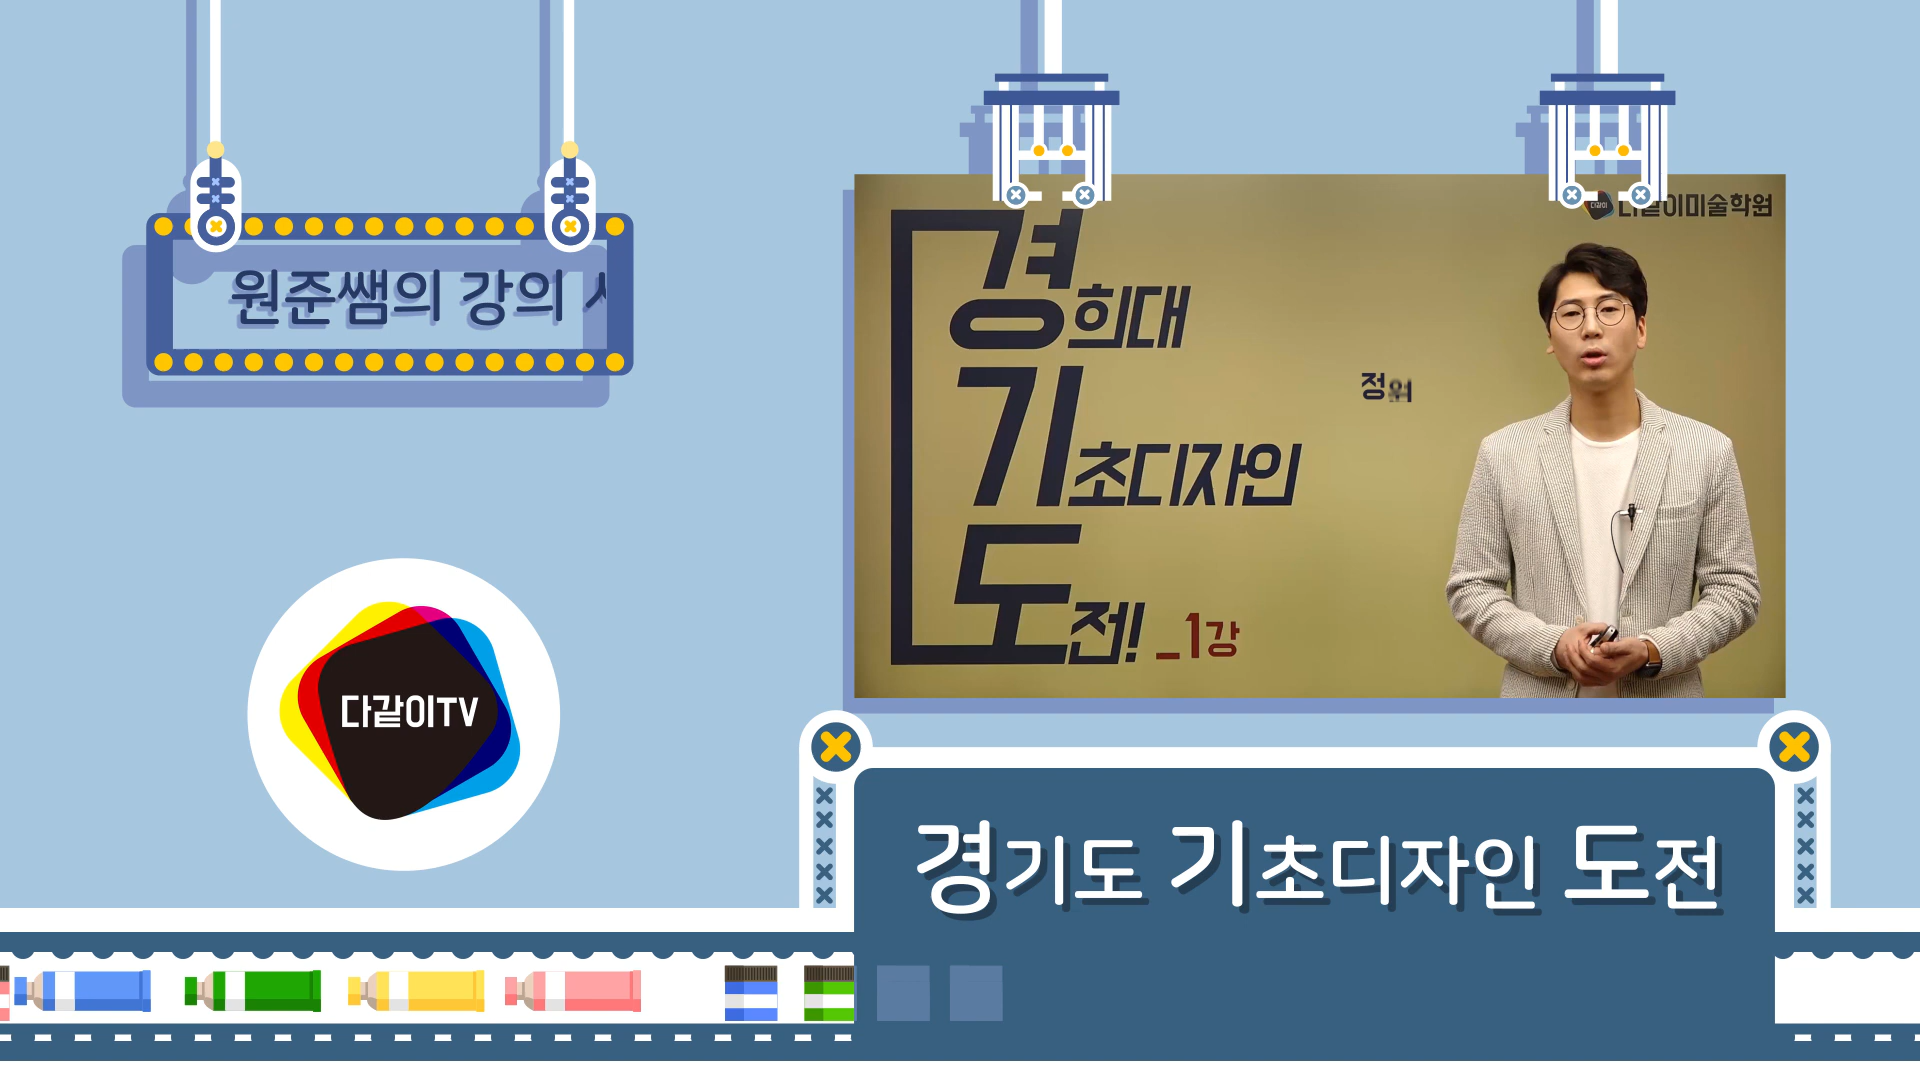 원준쌤의 강의
다같이미술학원
경희대
기초디자인
도전! _1강
정
다같이TV
경기도 기초디자인 도전